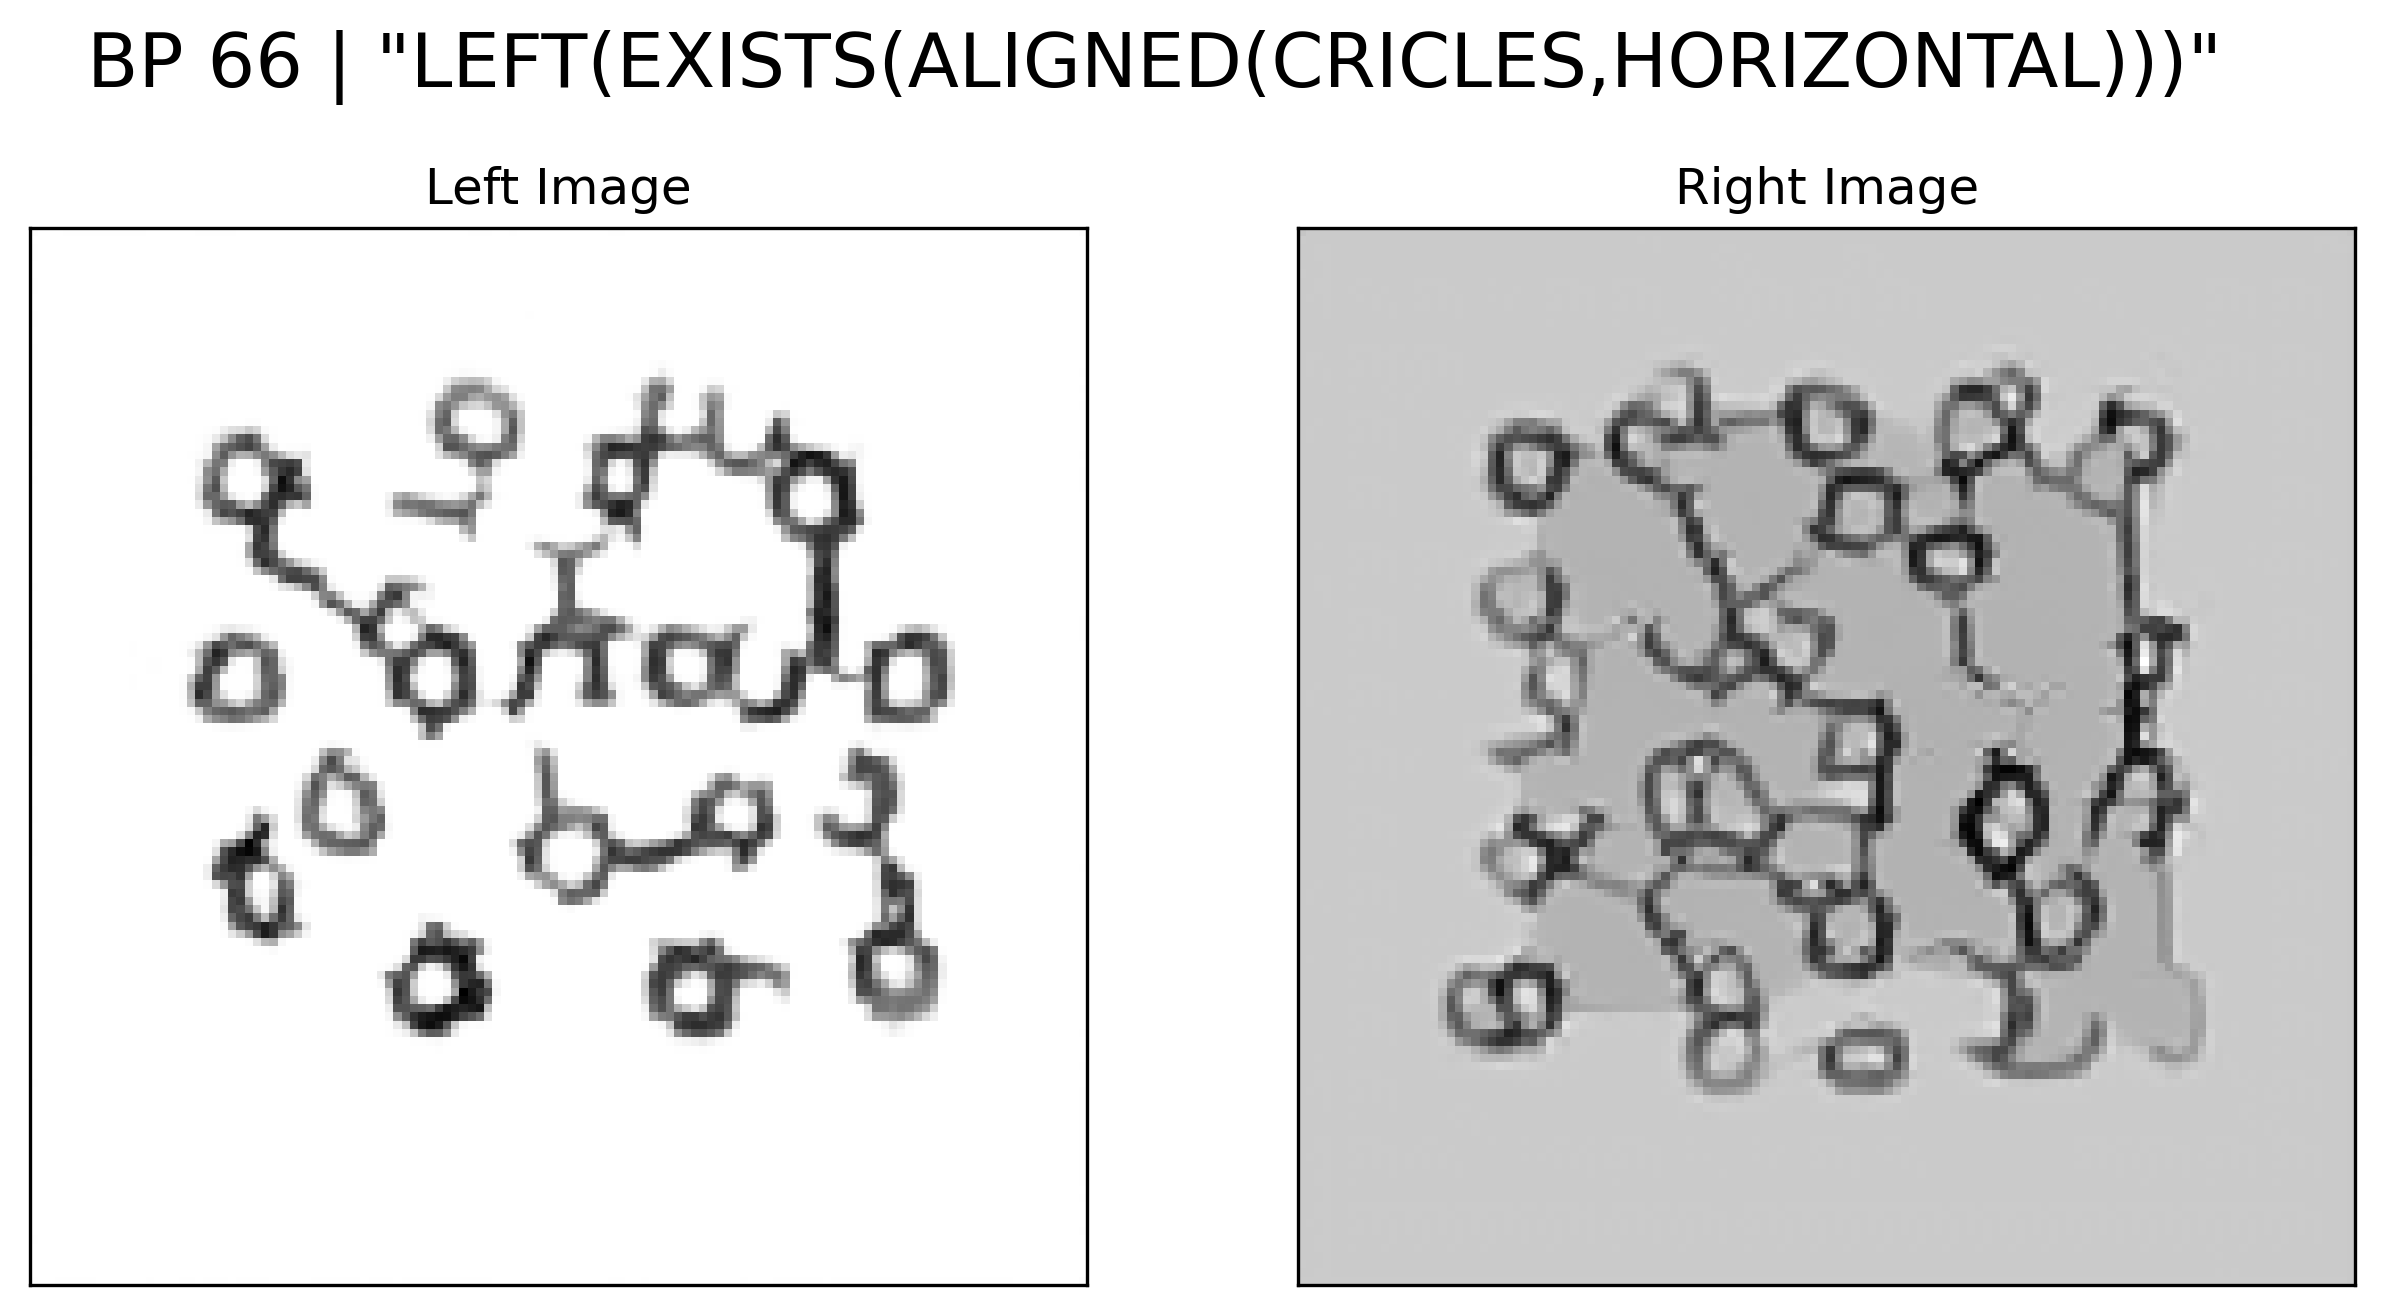 BP 66 | "LEFT(EXISTS(ALIGNED(CRICLES,HORIZONTAL)))"
Left Image
Right Image